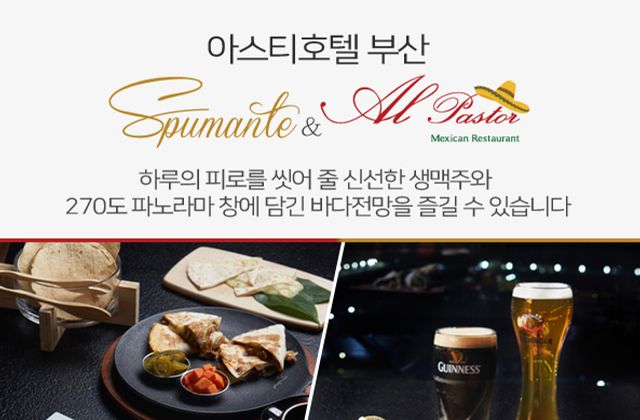 아스티호텔 부산
Spumante & Al Pastor
Mexican Restaurant
하루의 피로를 씻어 줄 신선한 생맥주와
270도 파노라마 창에 담긴 바다전망을 즐길 수 있습니다
GUINNESS